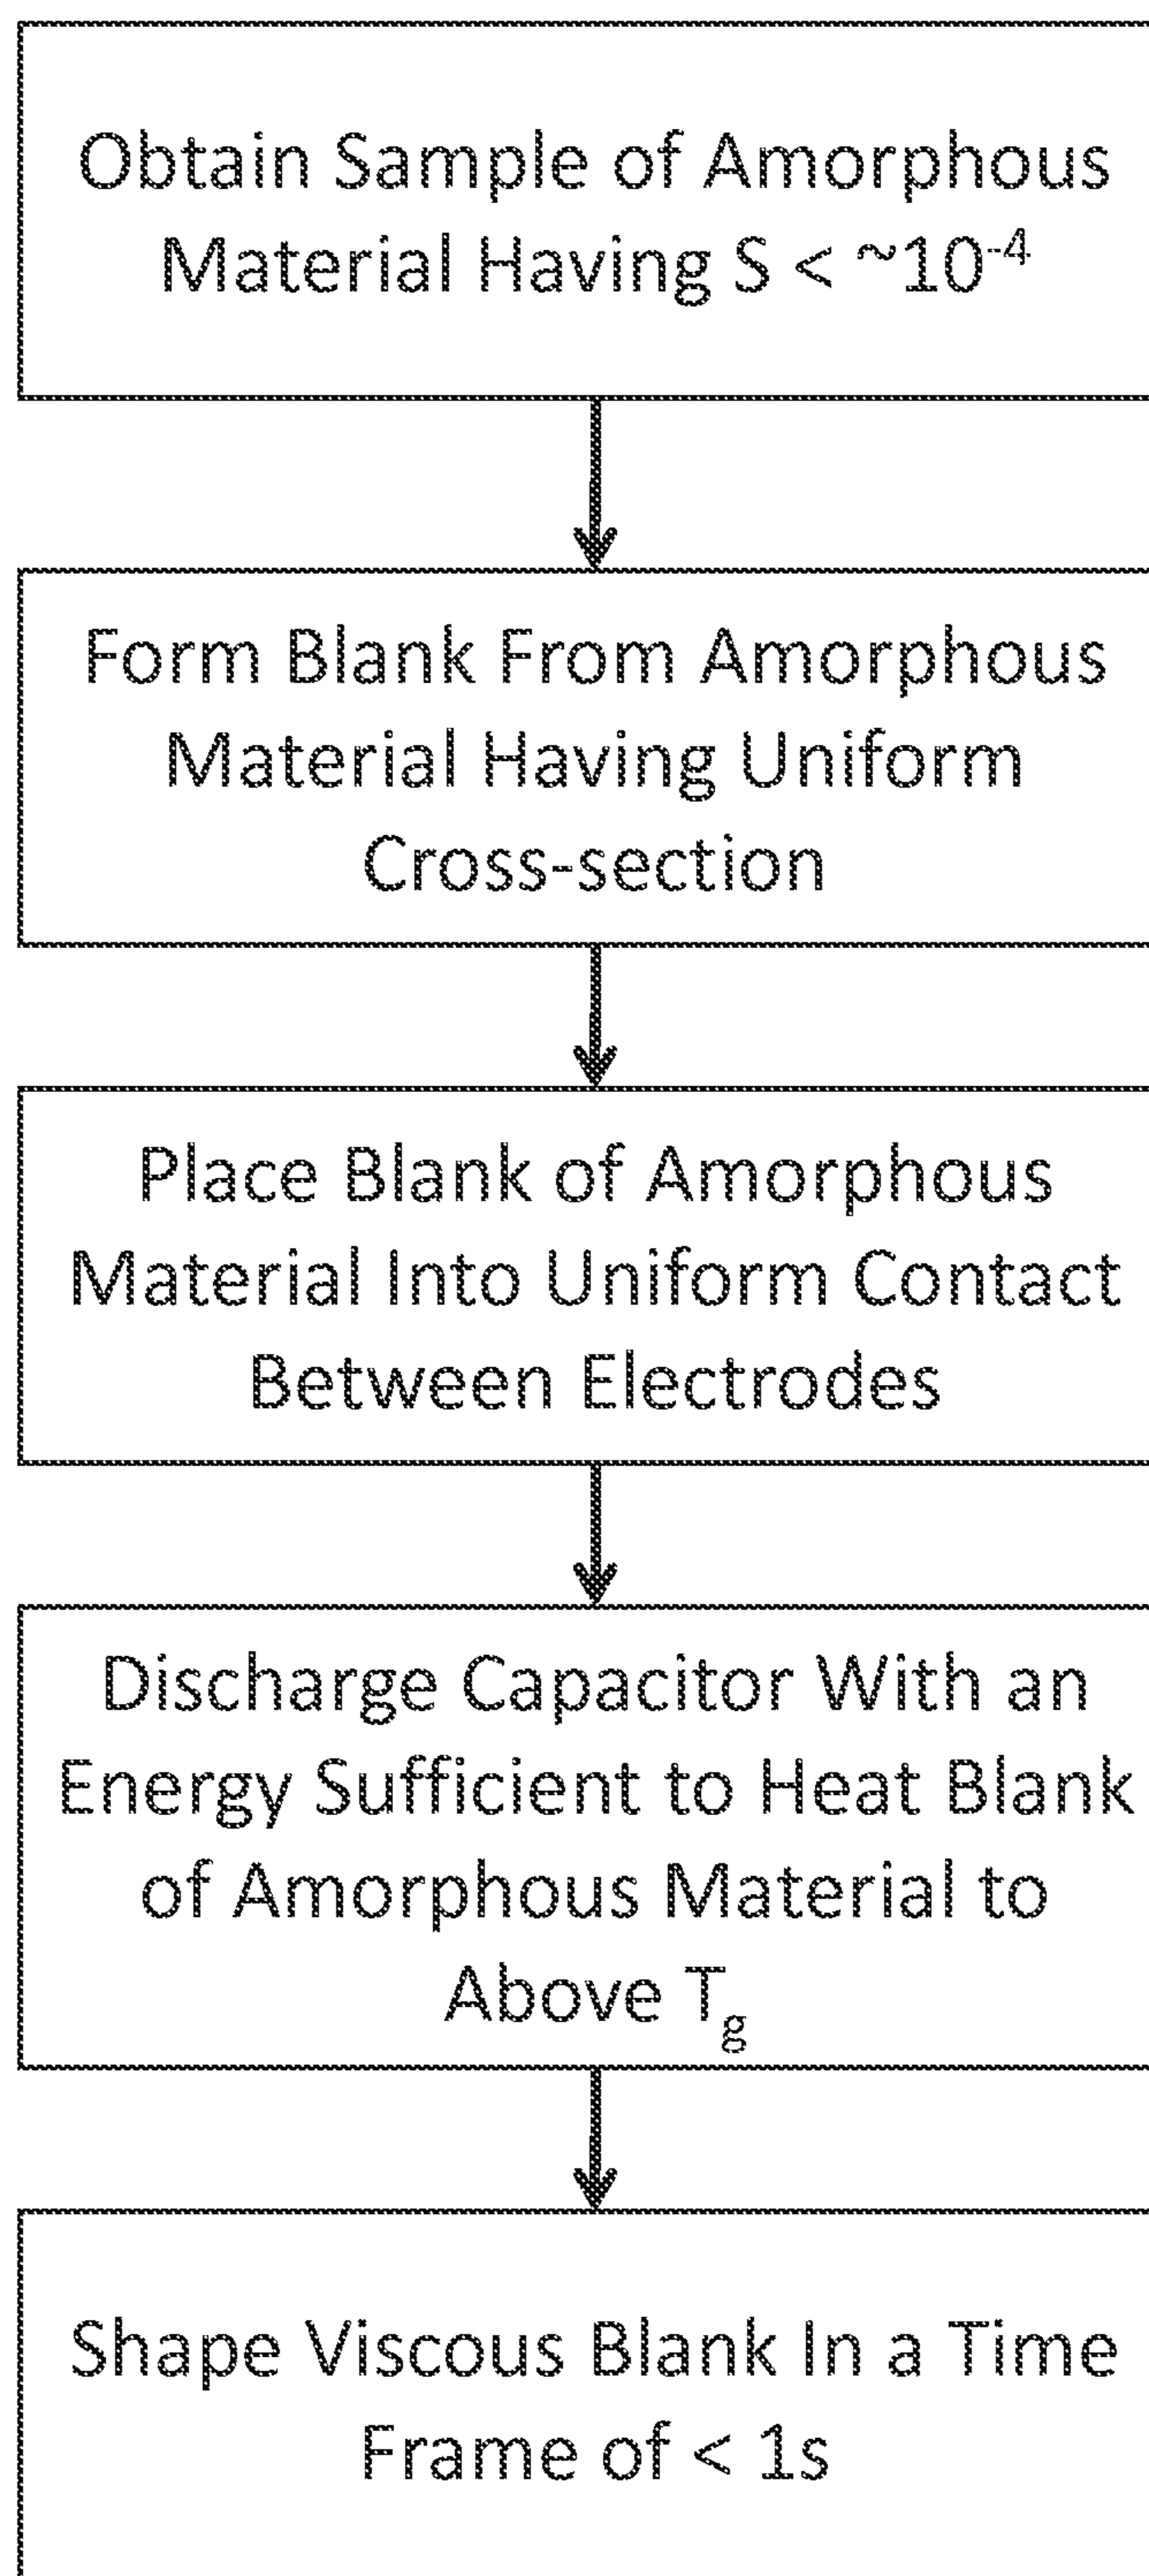 Obtain Sample of Amorphous
Material Having S < ~10⁻⁴
Form Blank From Amorphous
Material Having Uniform
Cross-section
Place Blank of Amorphous
Material Into Uniform Contact
Between Electrodes
Discharge Capacitor With an
Energy Sufficient to Heat Blank
of Amorphous Material to
Above Tg
Shape Viscous Blank In a Time
Frame of < 1s